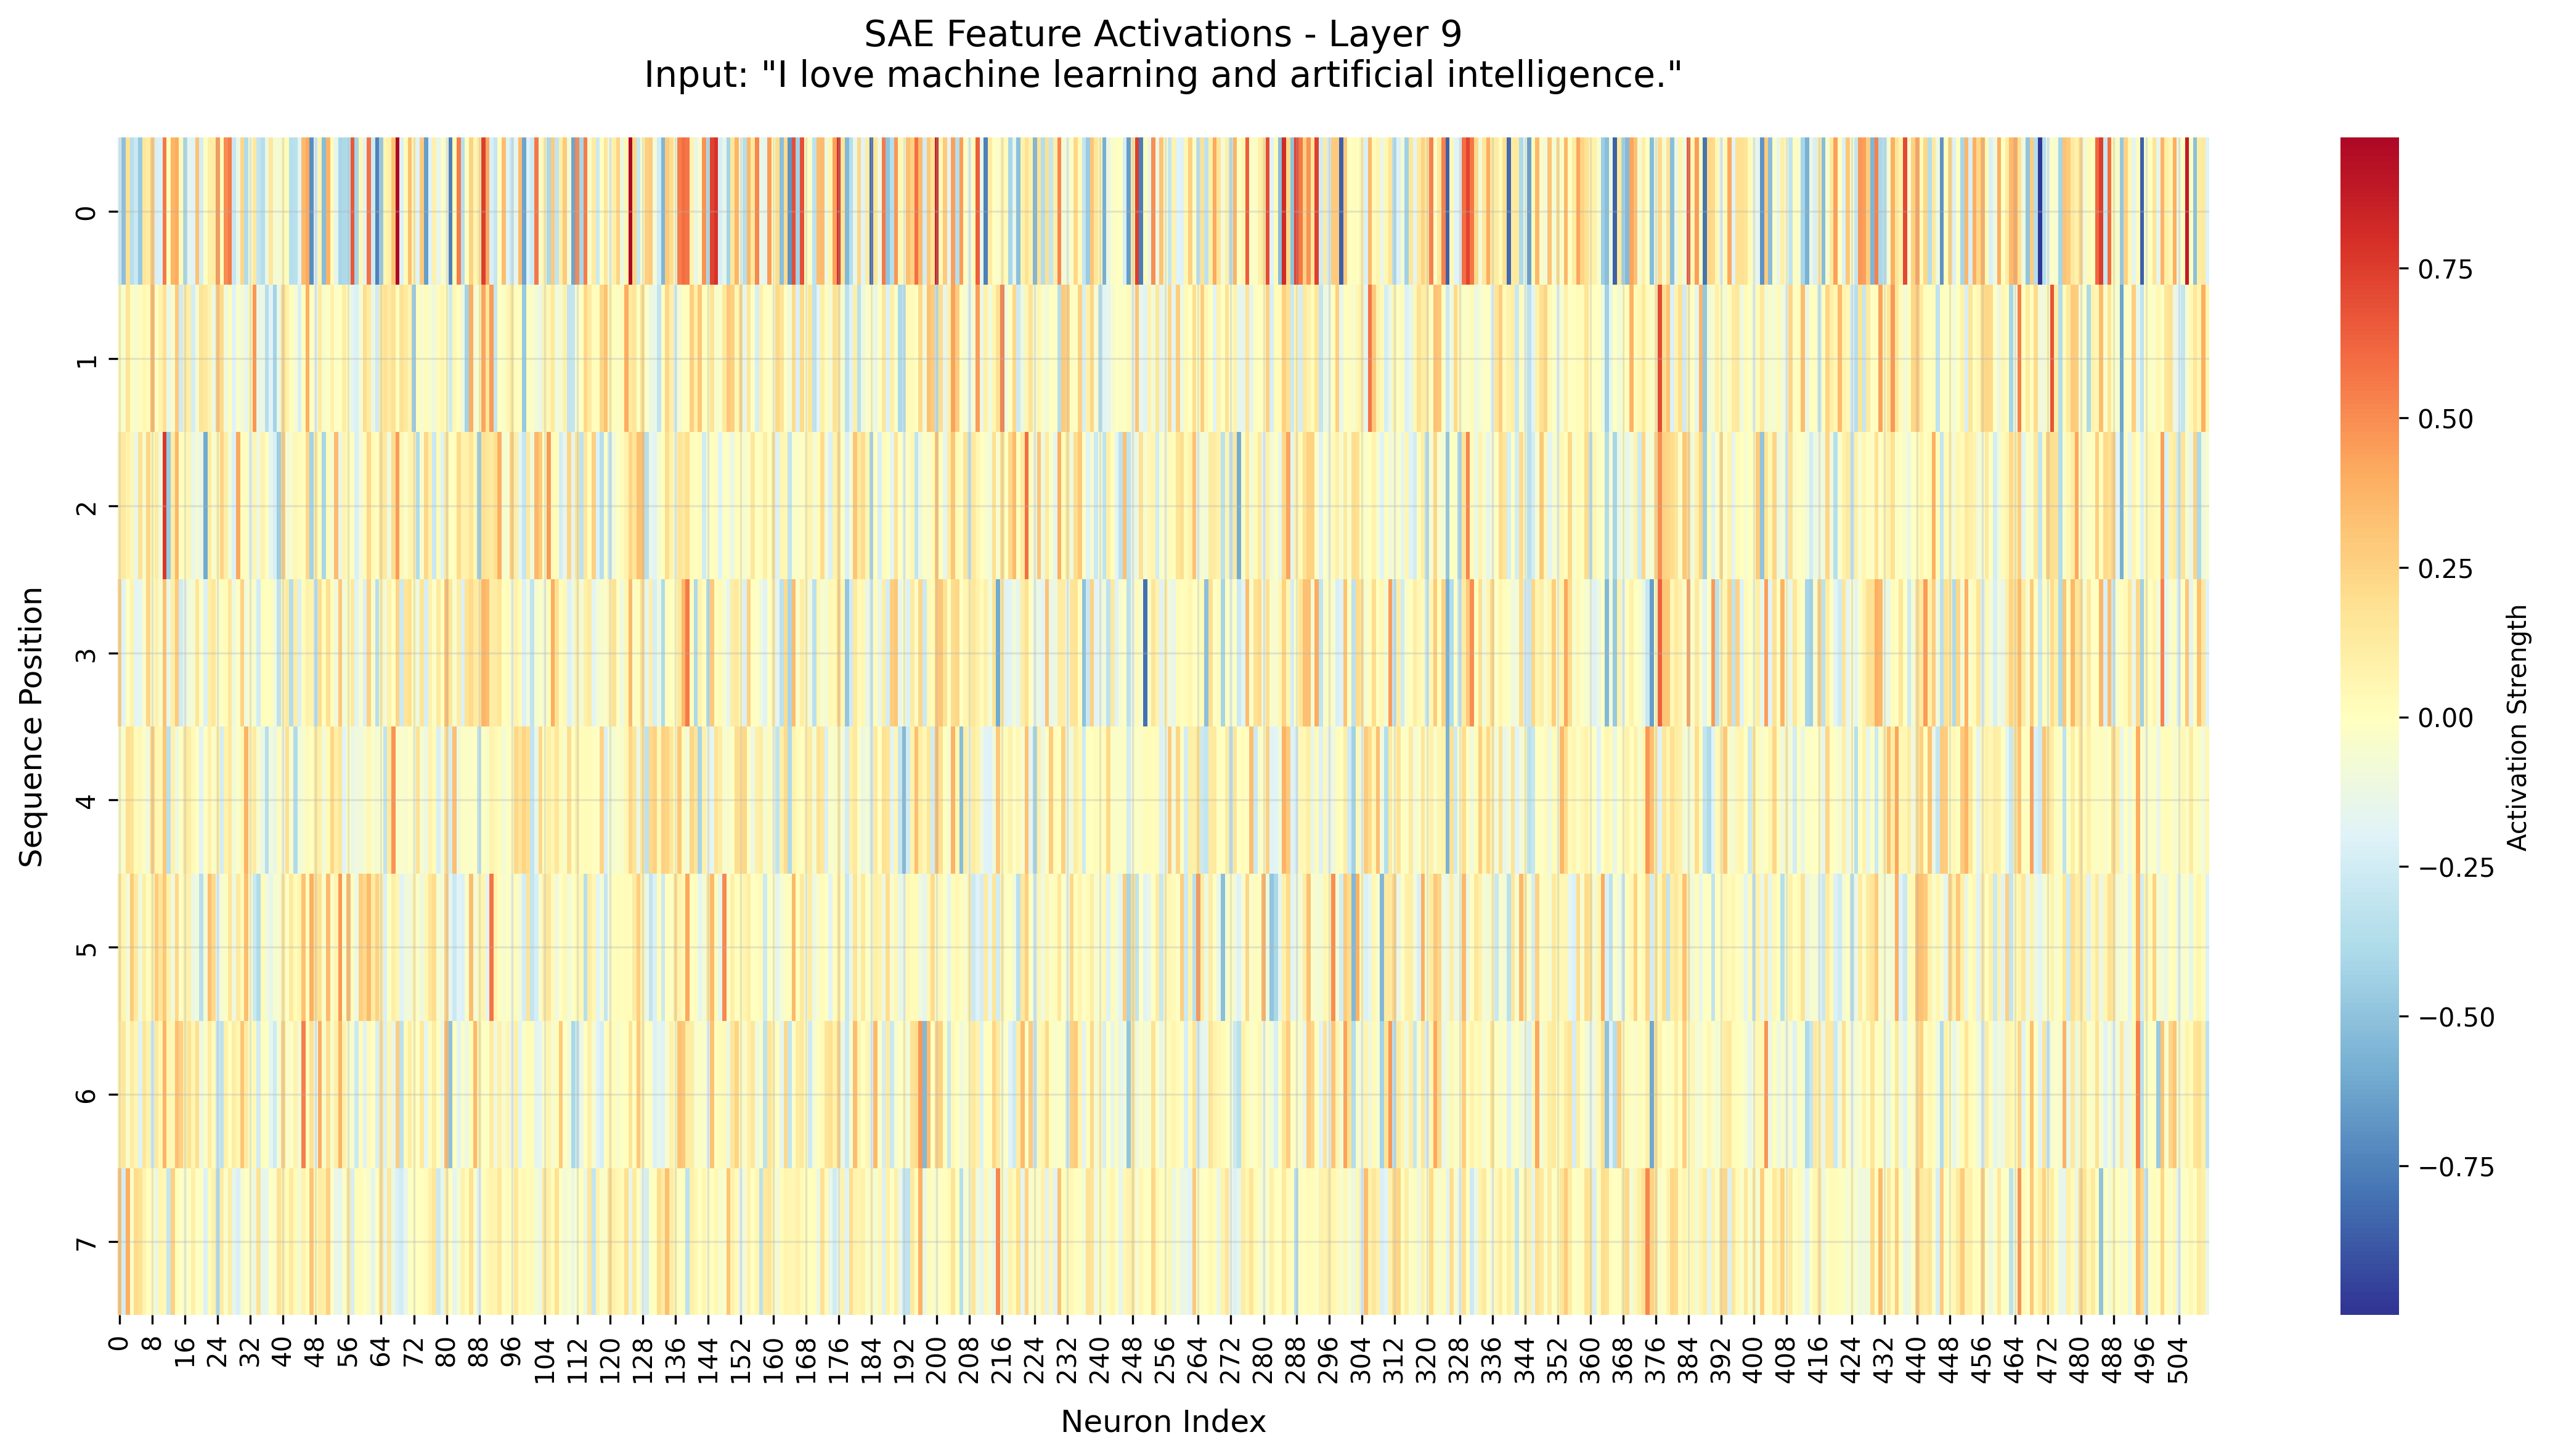 SAE Feature Activations - Layer 9
Input: "I love machine learning and artificial intelligence."
Sequence Position
0
1
2
3
4
5
6
7
0 8 16 24 32 40 48 56 64 72 80 88 96 104 112 120 128 136 144 152 160 168 176 184 192 200 208 216 224 232 240 248 256 264 272 280 288 296 304 312 320 328 336 344 352 360 368 376 384 392 400 408 416 424 432 440 448 456 464 472 480 488 496 504
Neuron Index
0.75
0.50
0.25
0.00
−0.25
−0.50
−0.75
Activation Strength